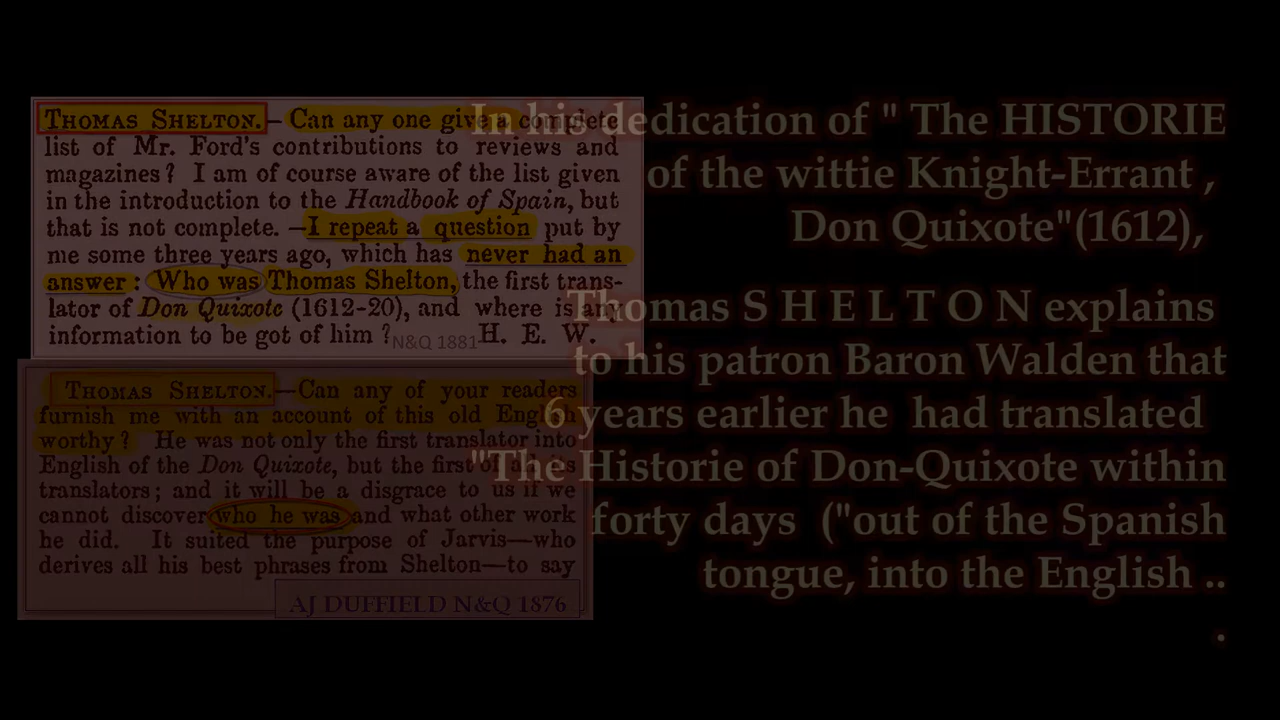 THOMAS SHELTON.— Can any one give a complete
list of Mr. Ford's contributions to reviews and
magazines? I am of course aware of the list given
in the introduction to the Handbook of Spain, but
that is not complete. —I repeat a question put by
me some three years ago, which has never had an
answer: Who was Thomas Shelton, the first trans-
lator of Don Quixote (1612-20), and where is any
information to be got of him? H. E. W.
N&Q 1881
THOMAS SHELTON.—Can any of your readers
furnish me with an account of this old English
worthy? He was not only the first translator into
English of the Don Quixote, but the first of all its
translators; and it will be a disgrace to us if we
cannot discover who he was and what other work
he did. It suited the purpose of Jarvis—who
derives all his best phrases from Shelton—to say
AJ DUFFIELD N&Q 1876
In his dedication of " The HISTORIE
of the wittie Knight-Errant ,
Don Quixote"(1612),
Thomas S H E L T O N explains
to his patron Baron Walden that
6 years earlier he had translated
"The Historie of Don-Quixote within
forty days ("out of the Spanish
tongue, into the English ..
.